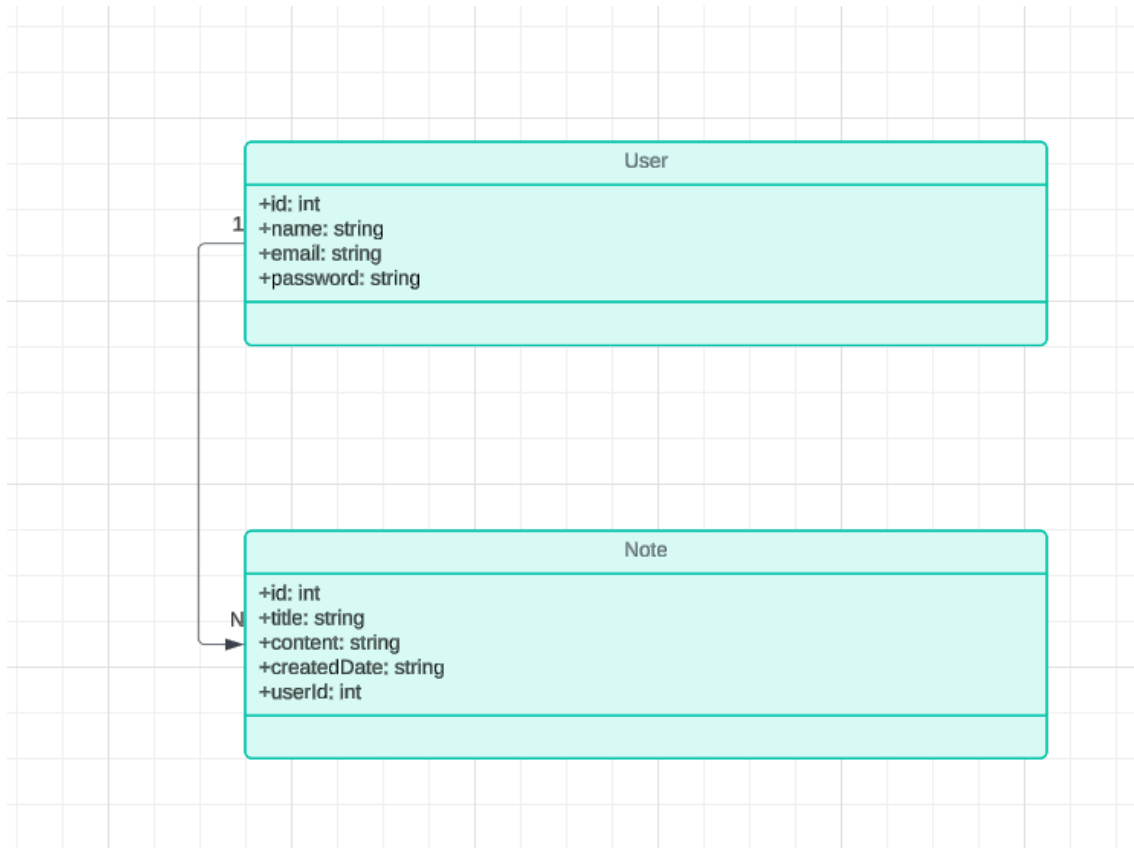 User
+id: int
1
+name: string
+email: string
+password: string
Note
+id: int
N
+title: string
+content: string
+createdDate: string
+userId: int